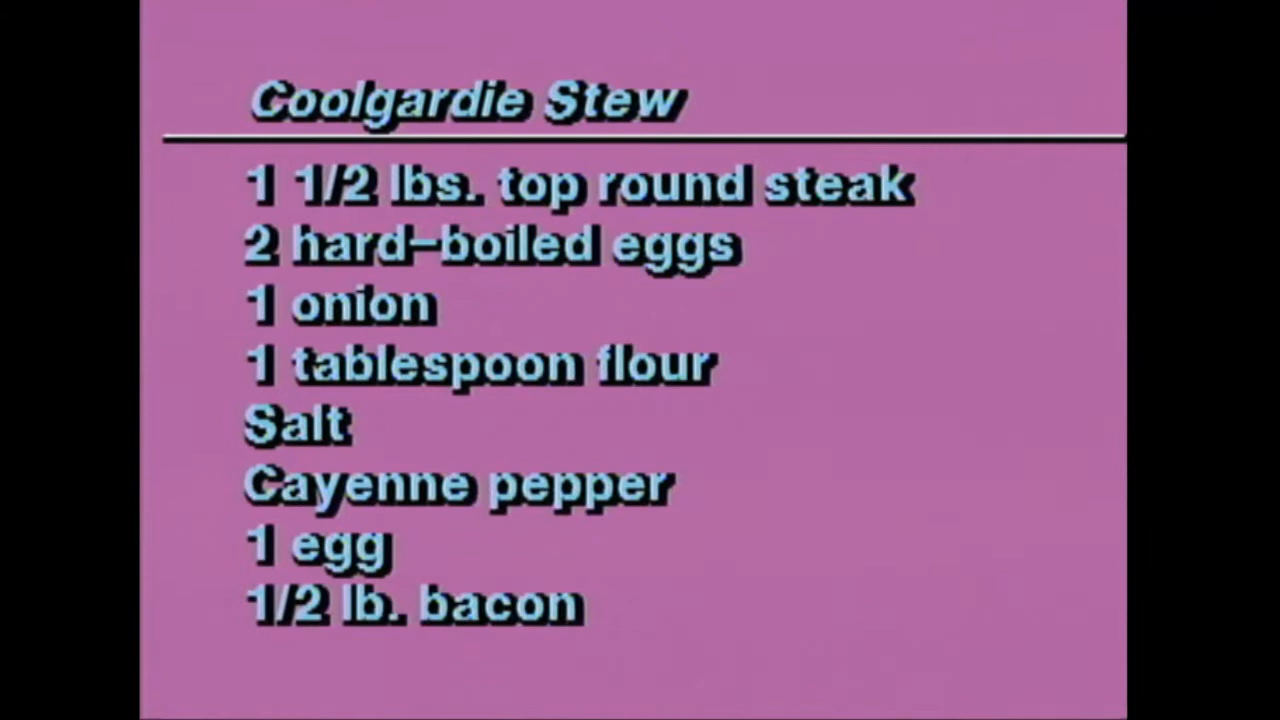 Coolgardie Stew
1 1/2 lbs. top round steak
2 hard-boiled eggs
1 onion
1 tablespoon flour
Salt
Cayenne pepper
1 egg
1/2 lb. bacon